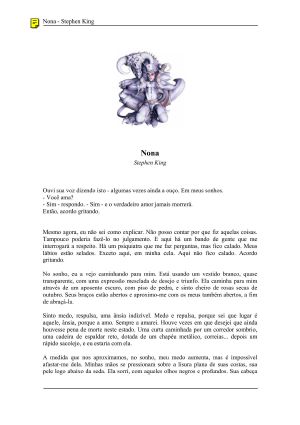 Nona - Stephen King
Nona
Stephen King
Ouvi sua voz dizendo isto - algumas vezes ainda a ouço. Em meus sonhos.
- Você ama?
- Sim - respondo. - Sim - e o verdadeiro amor jamais morrerá.
Então, acordo gritando.
Mesmo agora, eu não sei como explicar. Não posso contar por que fiz aquelas coisas.
Tampouco poderia fazê-lo no julgamento. E aqui há um bando de gente que me
interrogará a respeito. Há um psiquiatra que me faz perguntas, mas fico calado. Meus
lábios estão selados. Exceto aqui, em minha cela. Aqui não fico calado. Acordo
gritando.
No sonho, eu a vejo caminhando para mim. Está usando um vestido branco, quase
transparente, com uma expressão mesclada de desejo e triunfo. Ela caminha para mim
através de um aposento escuro, com piso de pedra, e sinto cheiro de rosas secas de
outubro. Seus braços estão abertos e aproximo-me com os meus também abertos, a fim
de abraçá-la.
Sinto medo, respulsa, uma ânsia indizível. Medo e repulsa, porque sei que lugar é
aquele, ânsia, porque a amo. Sempre a amarei. Houve vezes em que desejei que ainda
houvesse pena de morte neste estado. Uma curta caminhada por um corredor sombrio,
uma cadeira de espaldar reto, dotada de um chapéu metálico, correias... depois um
rápido sacolejo, e eu estaria com ela.
A medida que nos aproximamos, no sonho, meu medo aumenta, mas é impossível
afastar-me dela. Minhas mãos se pressionam sobre a lisura plana de suas costas, sua
pele logo abaixo da seda. Ela sorri, com aqueles olhos negros e profundos. Sua cabeça